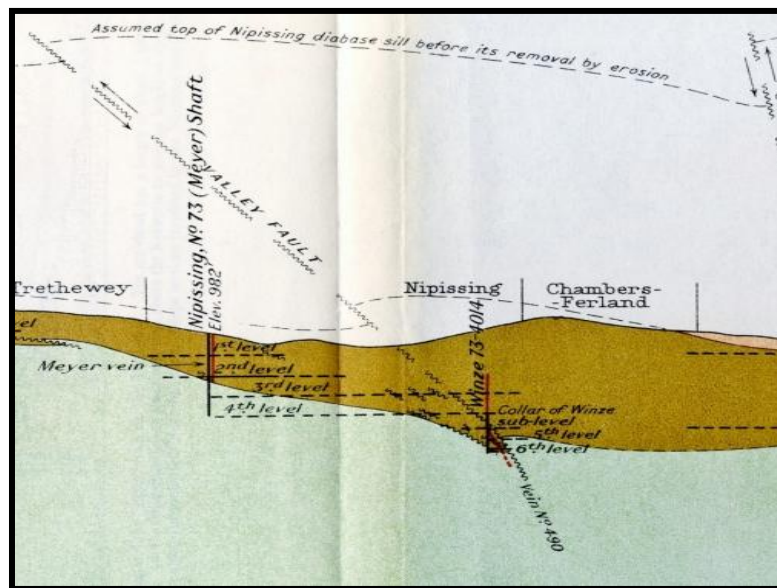 Assumed top of Nipissing diabase sill before its removal by erosion
VALLEY FAULT
Nipissing, No 73 (Meyer) Shaft
Elev. 982'
Trethewey
Nipissing
Chambers-
-Ferland
1st level
Meyer vein
2nd level
3rd level
4th level
Winze 73-4014
Collar of Winze
sub-level
5th level
6th level
Vein No 490